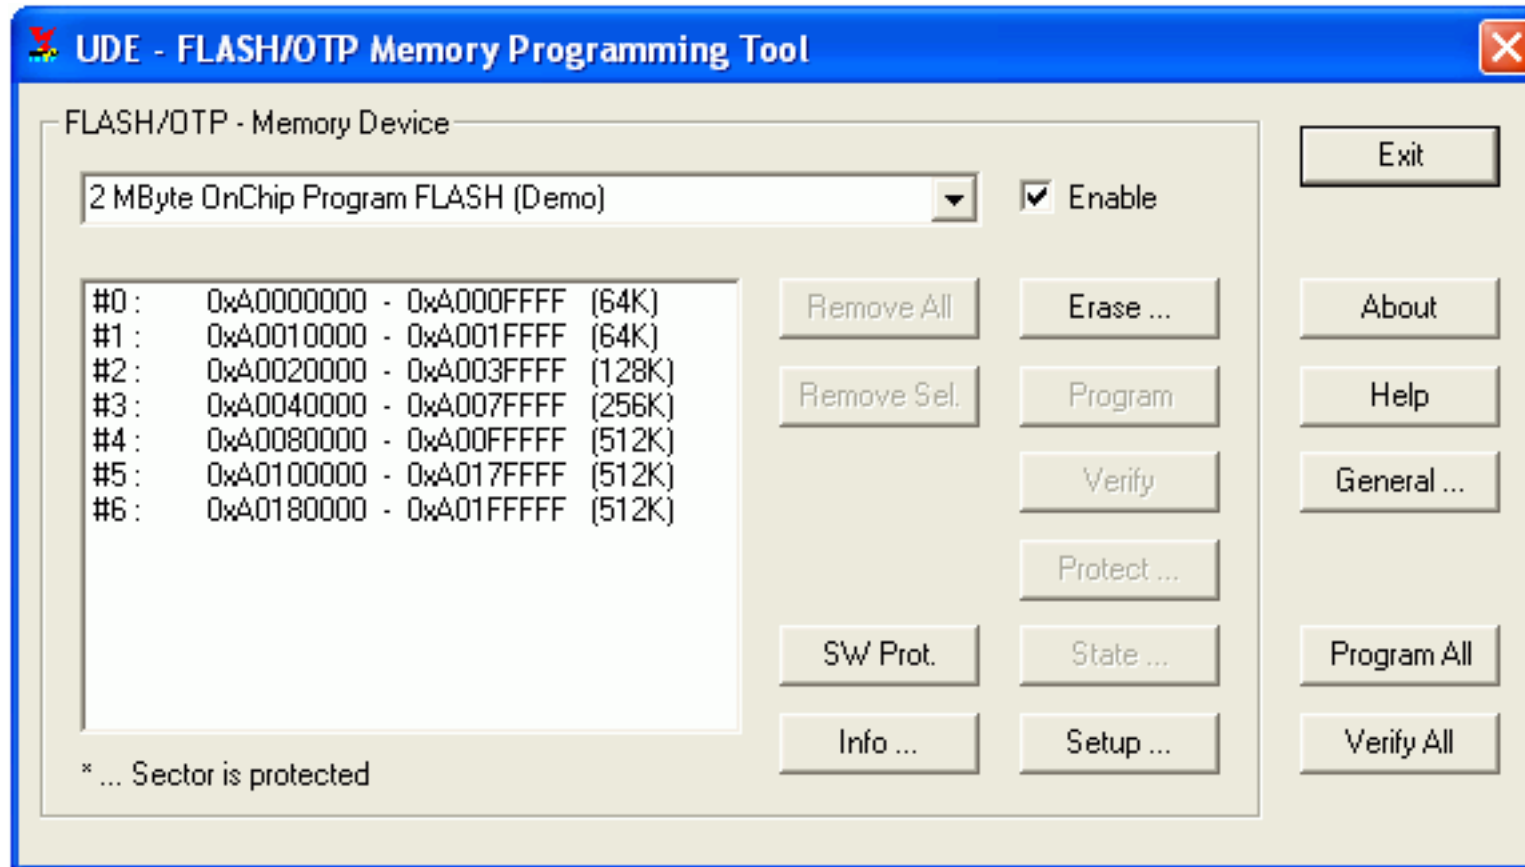 UDE - FLASH/OTP Memory Programming Tool
FLASH/OTP - Memory Device
2 MByte OnChip Program FLASH (Demo)
Enable
Exit
#0 : 0xA0000000 - 0xA000FFFF (64K)
#1 : 0xA0010000 - 0xA001FFFF (64K)
#2 : 0xA0020000 - 0xA003FFFF (128K)
#3 : 0xA0040000 - 0xA007FFFF (256K)
#4 : 0xA0080000 - 0xA00FFFFF (512K)
#5 : 0xA0100000 - 0xA017FFFF (512K)
#6 : 0xA0180000 - 0xA01FFFFF (512K)
Remove All
Erase ...
About
Remove Sel.
Program
Help
Verify
General ...
Protect ...
SW Prot.
State ...
Program All
Info ...
Setup ...
Verify All
* ... Sector is protected